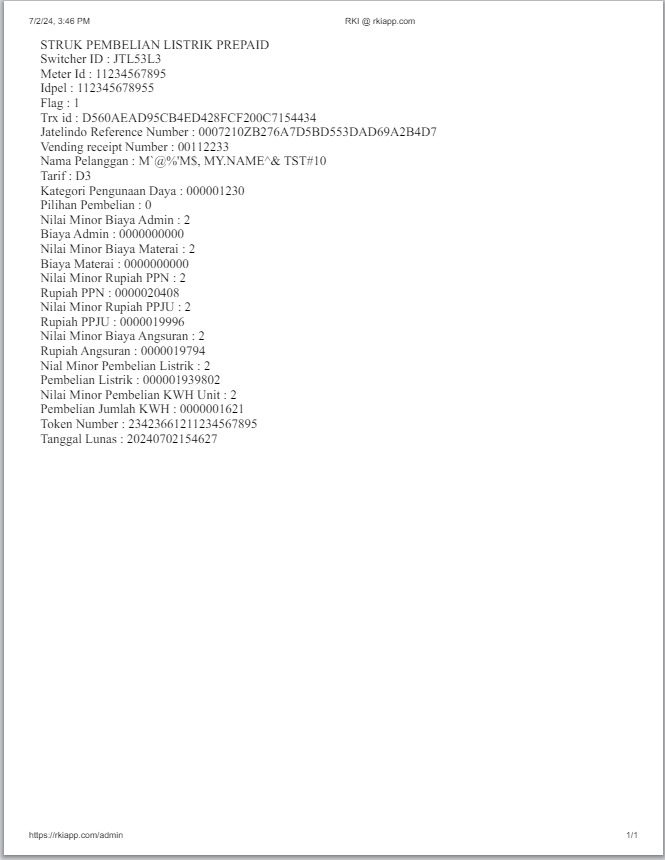 7/2/24, 3:46 PM RKI @ rkiapp.com
STRUK PEMBELIAN LISTRIK PREPAID
Switcher ID : JTL53L3
Meter Id : 11234567895
Idpel : 112345678955
Flag : 1
Trx id : D560AEAD95CB4ED428FCF200C7154434
Jatelindo Reference Number : 0007210ZB276A7D5BD553DAD69A2B4D7
Vending receipt Number : 00112233
Nama Pelanggan : M`@%'M$, MY.NAME^& TST#10
Tarif : D3
Kategori Pengunaan Daya : 000001230
Pilihan Pembelian : 0
Nilai Minor Biaya Admin : 2
Biaya Admin : 0000000000
Nilai Minor Biaya Materai : 2
Biaya Materai : 0000000000
Nilai Minor Rupiah PPN : 2
Rupiah PPN : 0000020408
Nilai Minor Rupiah PPJU : 2
Rupiah PPJU : 0000019996
Nilai Minor Biaya Angsuran : 2
Rupiah Angsuran : 0000019794
Nial Minor Pembelian Listrik : 2
Pembelian Listrik : 000001939802
Nilai Minor Pembelian KWH Unit : 2
Pembelian Jumlah KWH : 0000001621
Token Number : 23423661211234567895
Tanggal Lunas : 20240702154627
https://rkiapp.com/admin 1/1